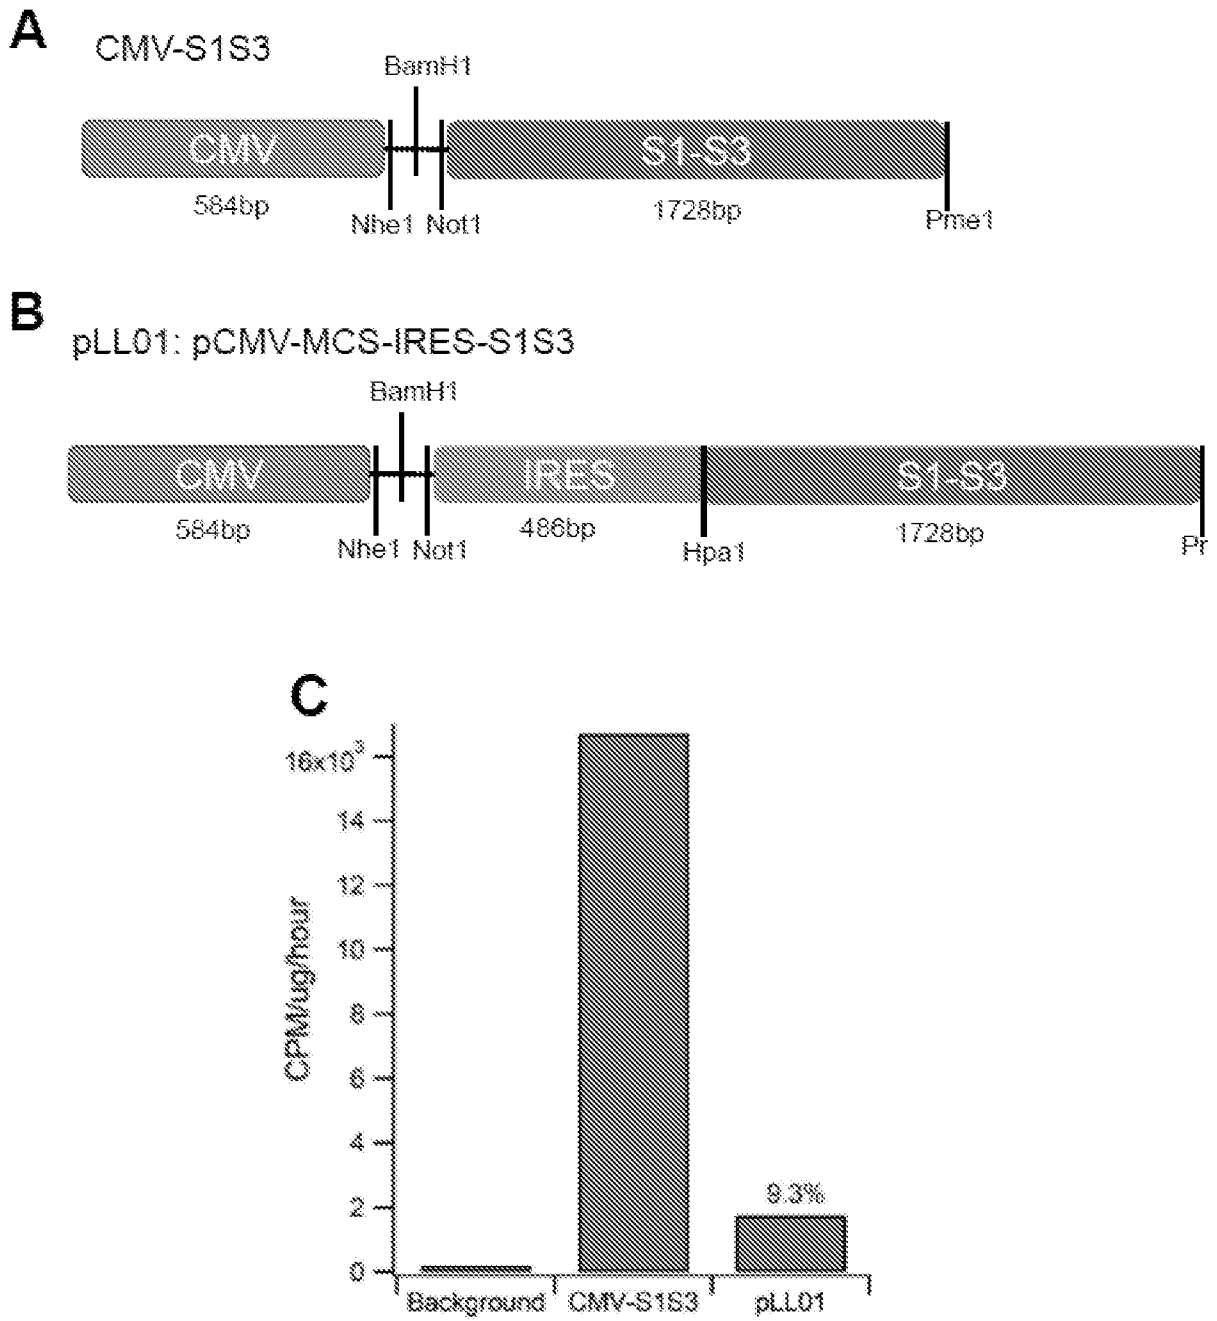 A
CMV-S1S3
BamH1
CMV
S1-S3
584bp
1728bp
Nhe1 Not1
Pme1
B
pLL01: pCMV-MCS-IRES-S1S3
BamH1
CMV
IRES
S1-S3
584bp
486bp
1728bp
Nhe1 Not1
Hpa1
Pr
C
16x10³
14
12
10
8
6
4
2
0
CPM/ug/hour
9.3%
Background
CMV-S1S3
pLL01